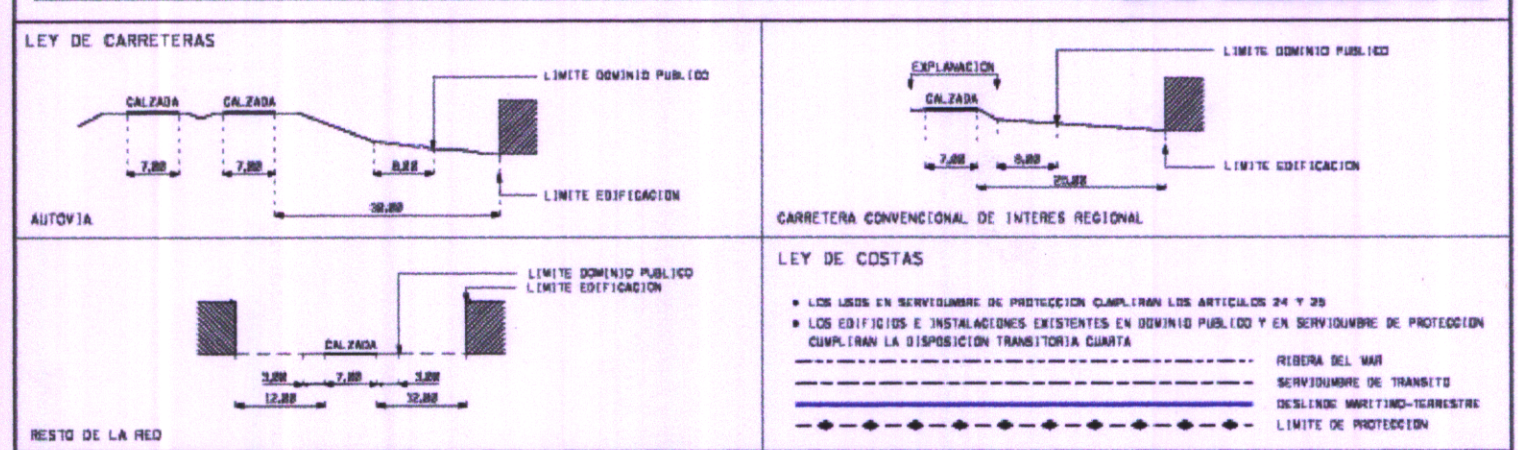 LEY DE CARRETERAS
LIMITE DOMINIO PUBLICO
CALZADA CALZADA
7,00 7,00 8,00
LIMITE EDIFICACION
30,00
AUTOVIA
LIMITE DOMINIO PUBLICO
EXPLANACION
CALZADA
7,00 8,00
LIMITE EDIFICACION
25,00
CARRETERA CONVENCIONAL DE INTERES REGIONAL
LIMITE DOMINIO PUBLICO
LIMITE EDIFICACION
CALZADA
3,00 7,00 3,00
12,00 12,00
RESTO DE LA RED
LEY DE COSTAS
• LOS USOS EN SERVIDUMBRE DE PROTECCION CUMPLIRAN LOS ARTICULOS 24 Y 25
• LOS EDIFICIOS E INSTALACIONES EXISTENTES EN DOMINIO PUBLICO Y EN SERVIDUMBRE DE PROTECCION
CUMPLIRAN LA DISPOSICION TRANSITORIA CUARTA
RIBERA DEL MAR
SERVIDUMBRE DE TRANSITO
DESLINDE MARITIMO-TERRESTRE
LIMITE DE PROTECCION